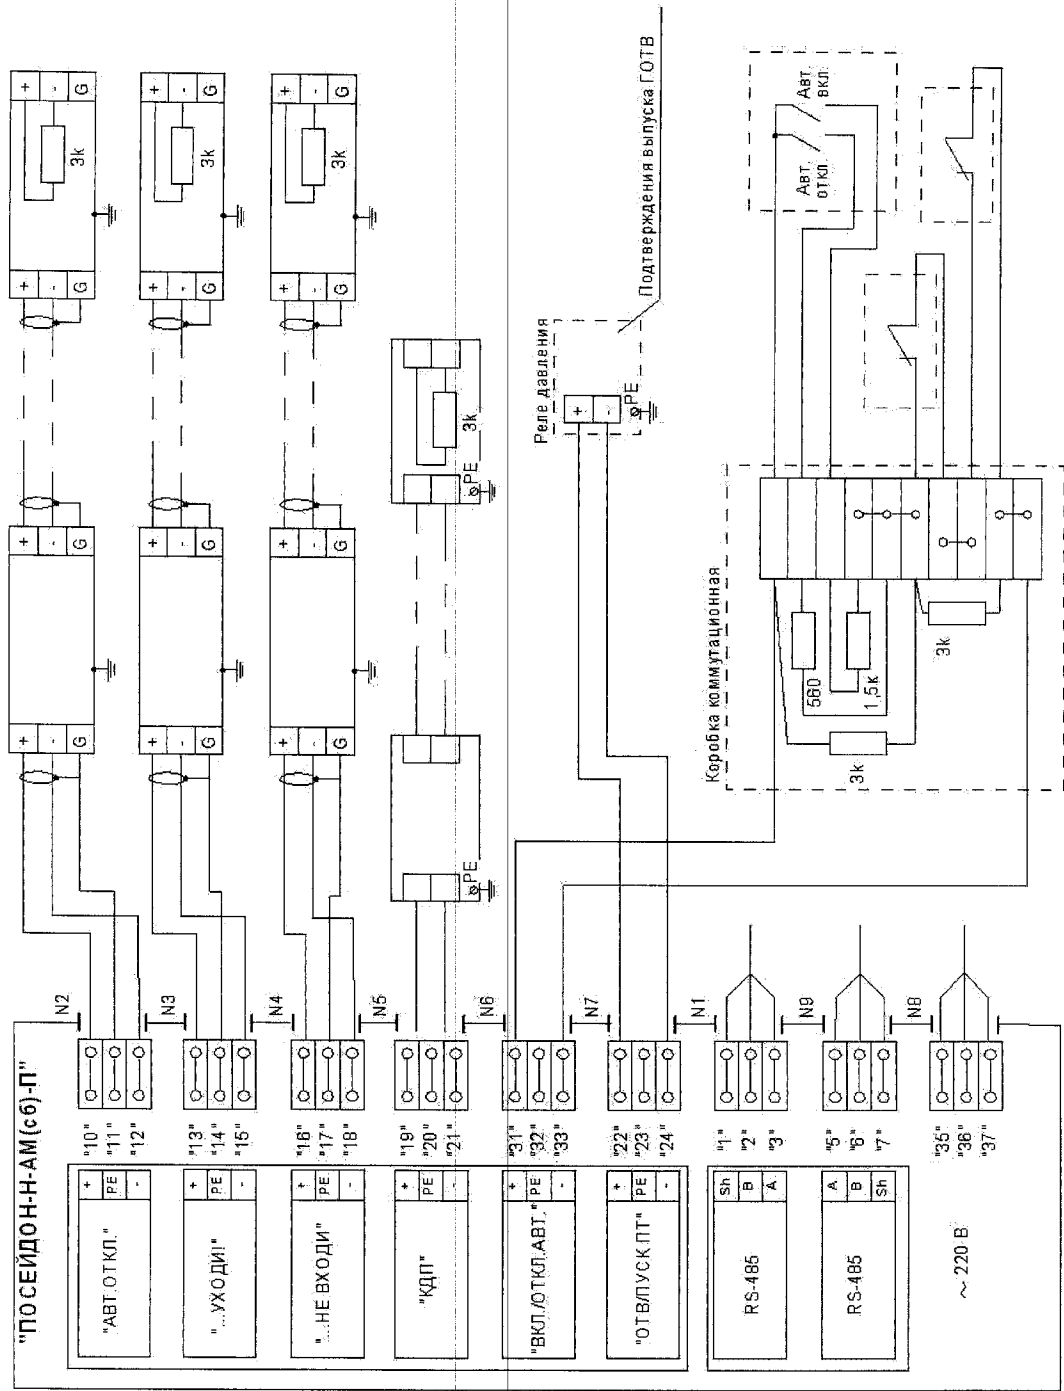 "ПОСЕЙДОН-Н-АМ(сб)-П"
"АВТ.ОТКЛ."
+
PE
-
"10"
"11"
"12"
N2
+
-
G
+
-
G
+
-
G
3k
+
-
G
"...УХОДИ!"
+
PE
-
"13"
"14"
"15"
N3
+
-
G
+
-
G
+
-
G
3k
+
-
G
"...НЕ ВХОДИ"
+
PE
-
"16"
"17"
"18"
N4
+
-
G
+
-
G
+
-
G
3k
+
-
G
"КДП"
+
PE
-
"19"
"20"
"21"
N5
PE
PE
3k
"ВКЛ./ОТКЛ.АВТ."
+
PE
-
"31"
"32"
"33"
N6
"ОТВ/ПУСК ПТ"
+
PE
-
"22"
"23"
"24"
N7
Реле давления
+
-
PE
Подтверждения выпуска ГОТВ
RS-485
Sh
B
A
"1"
"2"
"3"
N1
RS-485
A
B
Sh
"5"
"6"
"7"
N9
~ 220 В
"35"
"36"
"37"
N8
Коробка коммутационная
3k
560
1,5к
3k
Авт. откл.
Авт. вкл.